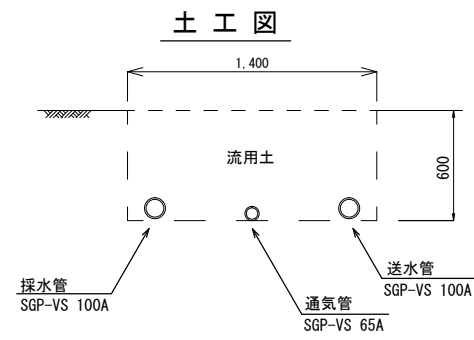 土工図
1,400
流用土
600
採水管
SGP-VS 100A
通気管
SGP-VS 65A
送水管
SGP-VS 100A